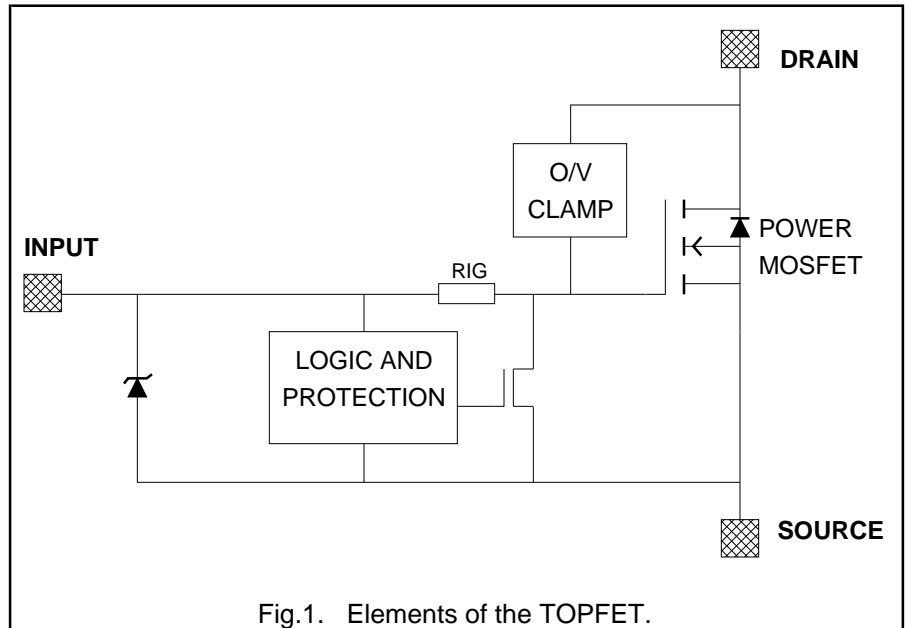 DRAIN
O/V
CLAMP
POWER
MOSFET
INPUT
RIG
LOGIC AND
PROTECTION
SOURCE
Fig.1. Elements of the TOPFET.